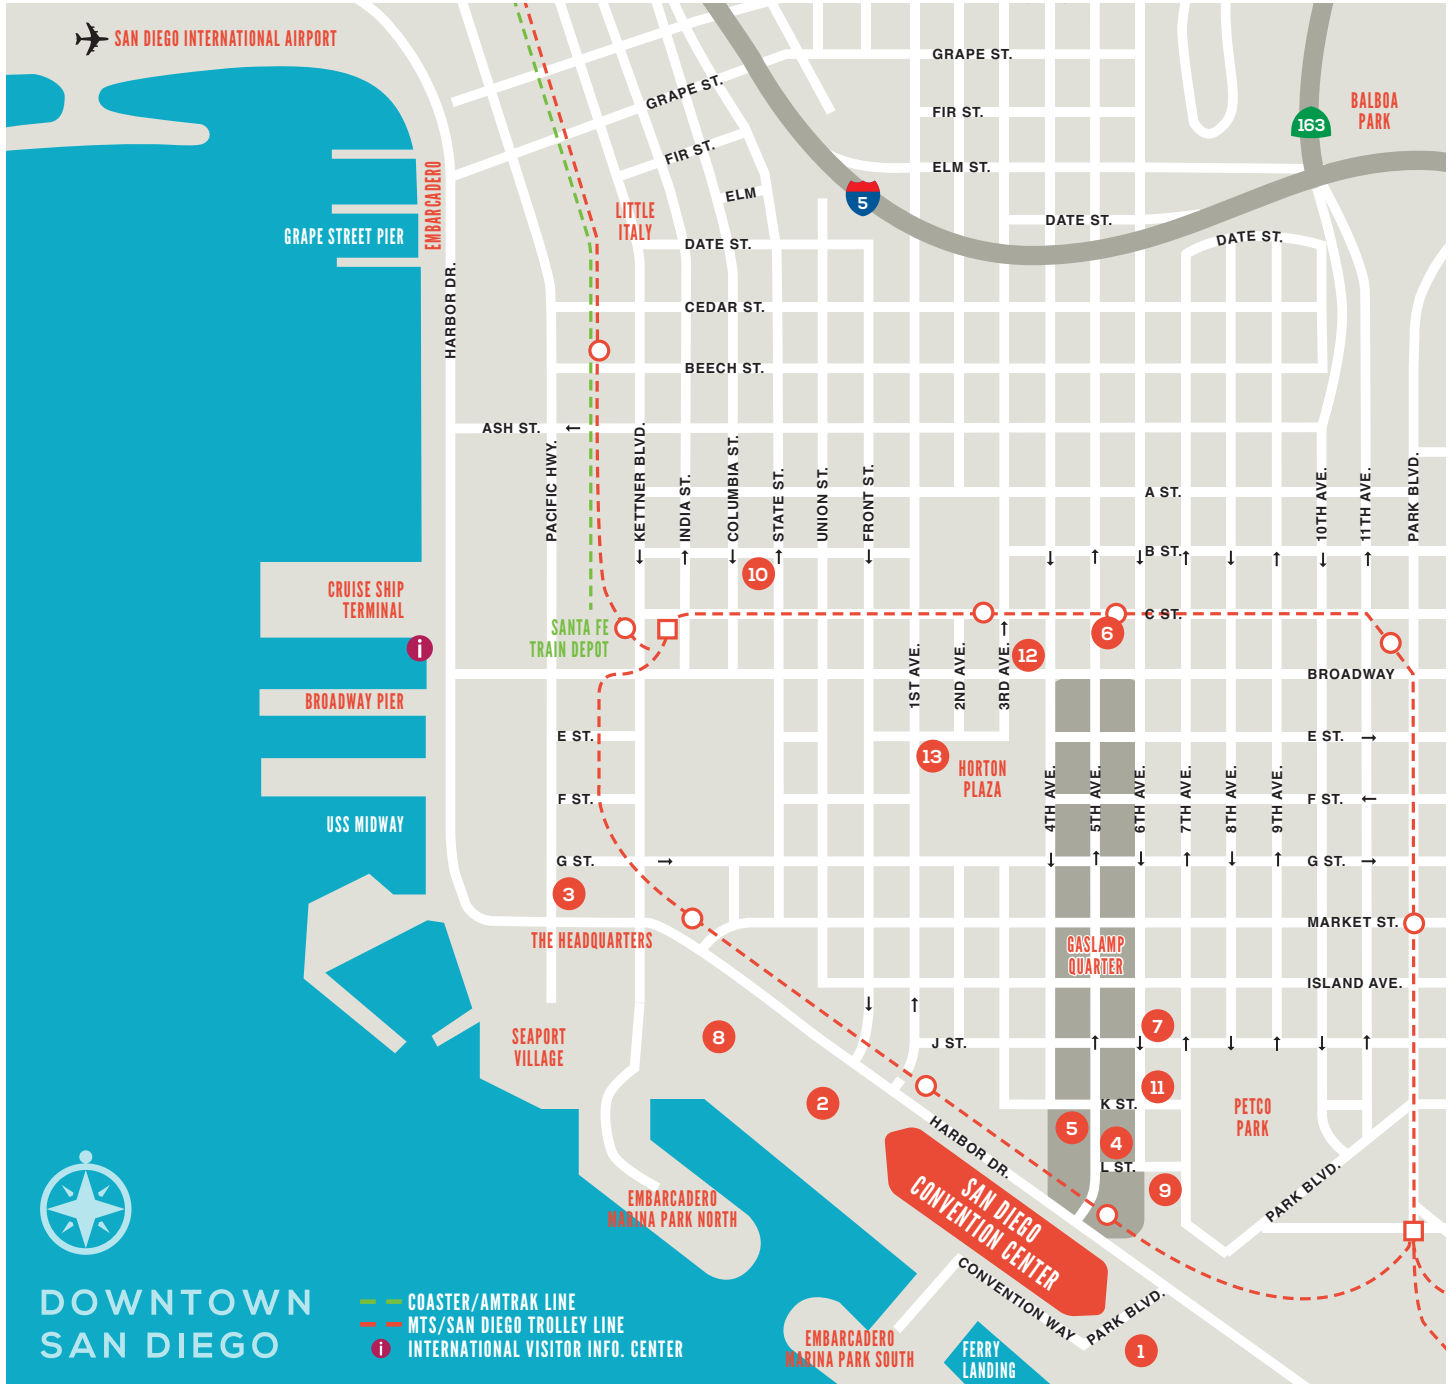 SAN DIEGO INTERNATIONAL AIRPORT
GRAPE ST.
GRAPE ST.
BALBOA
PARK
163
FIR ST.
FIR ST.
ELM ST.
ELM
5
EMBARCADERO
LITTLE
ITALY
GRAPE STREET PIER
DATE ST.
DATE ST.
DATE ST.
HARBOR DR.
CEDAR ST.
BEECH ST.
ASH ST.
PACIFIC HWY.
KETTNER BLVD.
INDIA ST.
COLUMBIA ST.
STATE ST.
UNION ST.
FRONT ST.
A ST.
10TH AVE.
11TH AVE.
PARK BLVD.
B ST.
10
CRUISE SHIP
TERMINAL
C ST.
6
SANTA FE
TRAIN DEPOT
i
12
1ST AVE.
2ND AVE.
3RD AVE.
BROADWAY
BROADWAY PIER
E ST.
E ST.
13
HORTON
PLAZA
4TH AVE.
5TH AVE.
6TH AVE.
7TH AVE.
8TH AVE.
9TH AVE.
F ST.
F ST.
USS MIDWAY
G ST.
G ST.
3
MARKET ST.
THE HEADQUARTERS
GASLAMP
QUARTER
ISLAND AVE.
7
SEAPORT
VILLAGE
8
J ST.
11
2
K ST.
PETCO
PARK
5
4
HARBOR DR.
L ST.
9
PARK BLVD.
EMBARCADERO
MARINA PARK NORTH
SAN DIEGO
CONVENTION CENTER
CONVENTION WAY
PARK BLVD.
1
EMBARCADERO
MARINA PARK SOUTH
FERRY
LANDING
DOWNTOWN
SAN DIEGO
COASTER/AMTRAK LINE
MTS/SAN DIEGO TROLLEY LINE
i INTERNATIONAL VISITOR INFO. CENTER